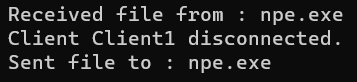 Received file from : npe.exe
Client Client1 disconnected.
Sent file to : npe.exe